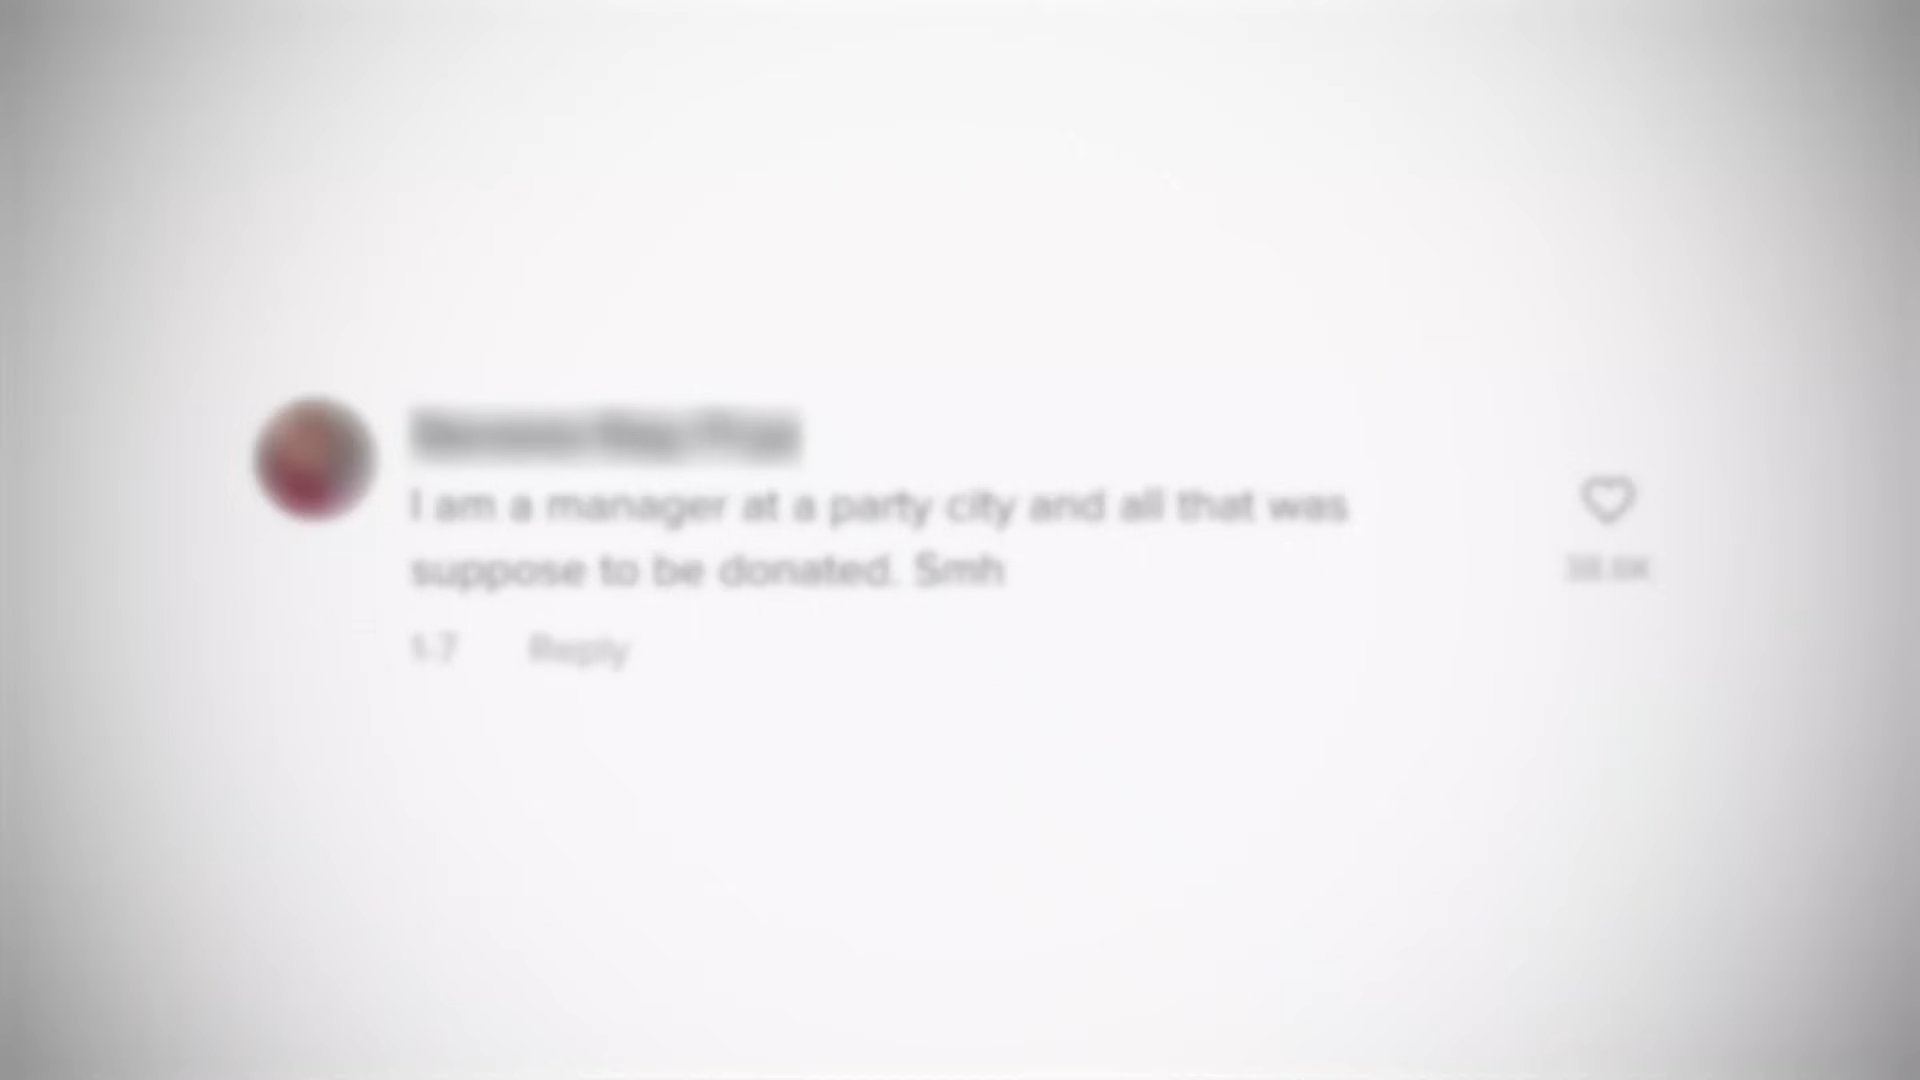 I am a manager at a party city and all that was
suppose to be donated. Smh
Reply